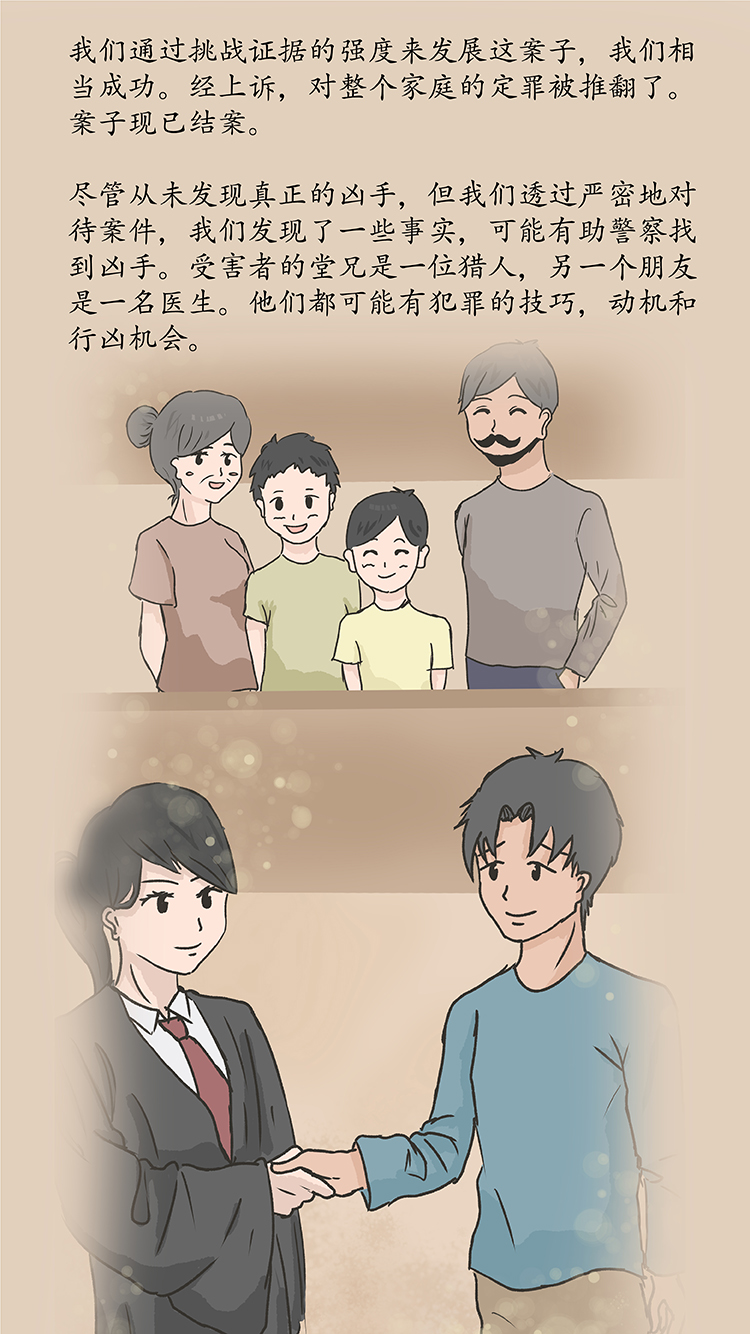 我们通过挑战证据的强度来发展这案子，我们相
当成功。经上诉，对整个家庭的定罪被推翻了。
案子现已结案。
尽管从未发现真正的凶手，但我们透过严密地对
待案件，我们发现了一些事实，可能有助警察找
到凶手。受害者的堂兄是一位猎人，另一个朋友
是一名医生。他们都可能有犯罪的技巧，动机和
行凶机会。